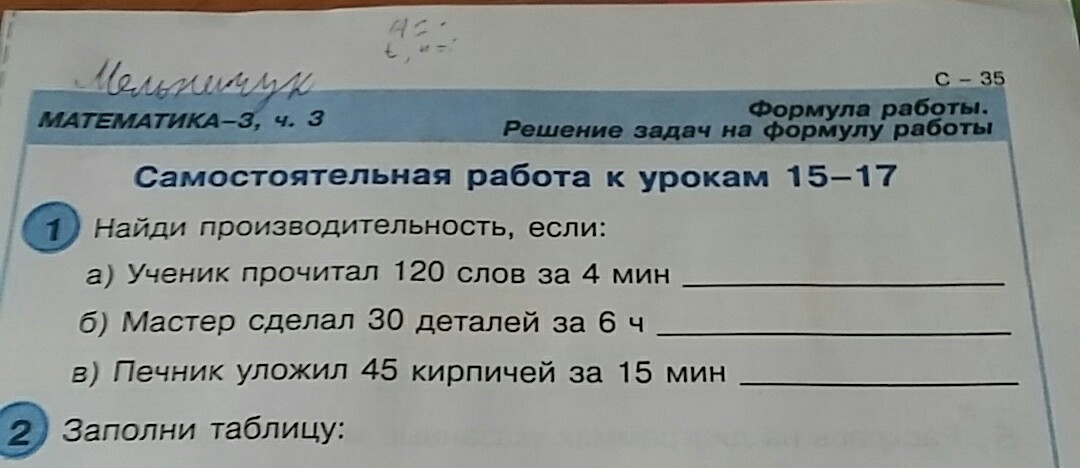 Мельничук
С – 35
МАТЕМАТИКА–3, ч. 3
Формула работы.
Решение задач на формулу работы
Самостоятельная работа к урокам 15–17
1 Найди производительность, если:
а) Ученик прочитал 120 слов за 4 мин
б) Мастер сделал 30 деталей за 6 ч
в) Печник уложил 45 кирпичей за 15 мин
2 Заполни таблицу: